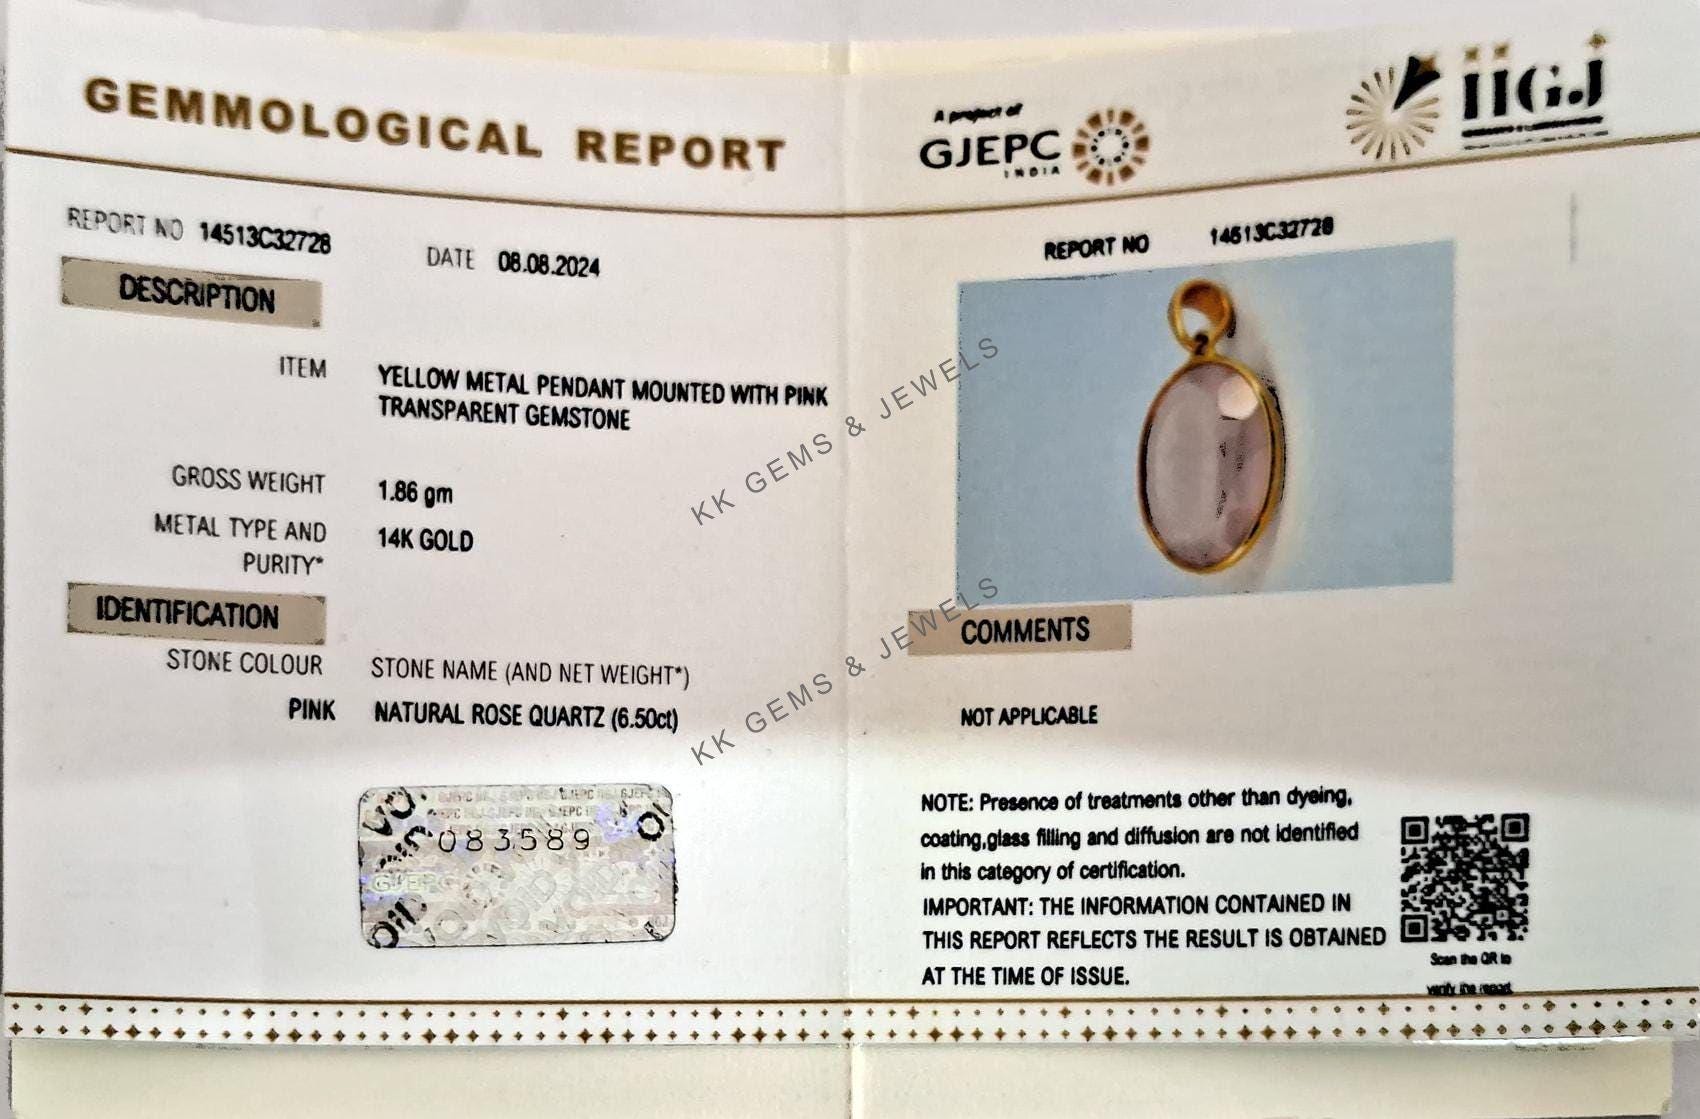 GEMMOLOGICAL REPORT
A project of
GJEPC
INDIA
IIGJ
REPORT NO 14513C32728
DATE 08.08.2024
DESCRIPTION
ITEM
YELLOW METAL PENDANT MOUNTED WITH PINK
TRANSPARENT GEMSTONE
GROSS WEIGHT
1.86 gm
METAL TYPE AND
PURITY*
14K GOLD
IDENTIFICATION
STONE COLOUR
STONE NAME (AND NET WEIGHT*)
PINK
NATURAL ROSE QUARTZ (6.50ct)
083589
GJEPC
VOID
REPORT NO 14513C32728
KK GEMS & JEWELS
KK GEMS & JEWELS
COMMENTS
NOT APPLICABLE
NOTE: Presence of treatments other than dyeing,
coating,glass filling and diffusion are not identified
in this category of certification.
IMPORTANT: THE INFORMATION CONTAINED IN
THIS REPORT REFLECTS THE RESULT IS OBTAINED
AT THE TIME OF ISSUE.
Scan the QR to
verify the report